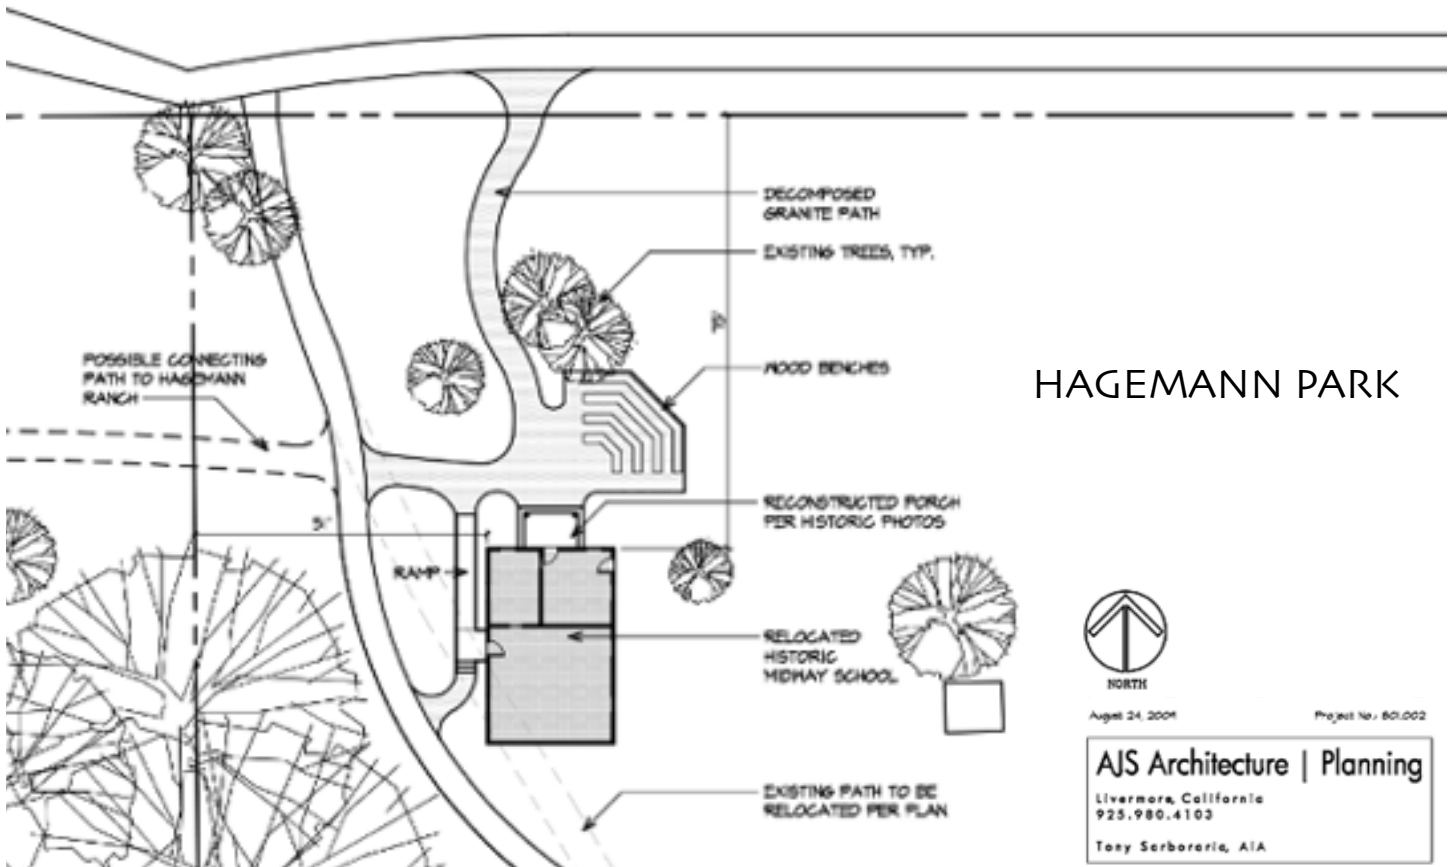 DECOMPOSED
GRANITE PATH
EXISTING TREES, TYP.
POSSIBLE CONNECTING
PATH TO HAGEMANN
RANCH
WOOD BENCHES
HAGEMANN PARK
RECONSTRUCTED PORCH
PER HISTORIC PHOTOS
RAMP
RELOCATED
HISTORIC
MIDWAY SCHOOL
NORTH
August 24, 2009
Project No.: 801.002
AJS Architecture | Planning
Livermore, California
925.980.4103
EXISTING PATH TO BE
RELOCATED PER PLAN
Tony Sarboraria, AIA